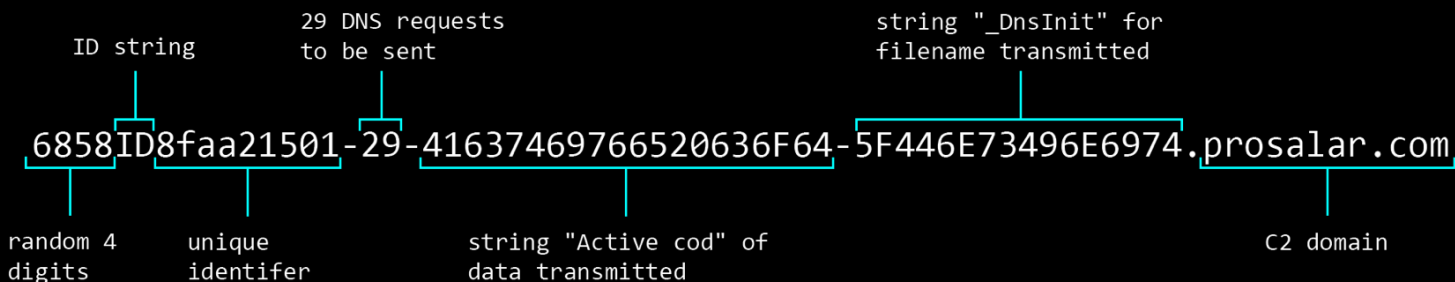 29 DNS requests
to be sent
ID string
string "_DnsInit" for
filename transmitted
6858ID8faa21501-29-41637469766520636F64-5F446E73496E6974.prosalar.com
random 4
digits
unique
identifer
string "Active cod" of
data transmitted
C2 domain